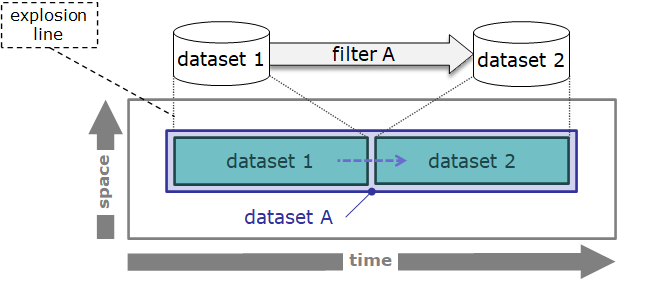 explosion
line
dataset 1
filter A
dataset 2
space
dataset 1
dataset 2
dataset A
time